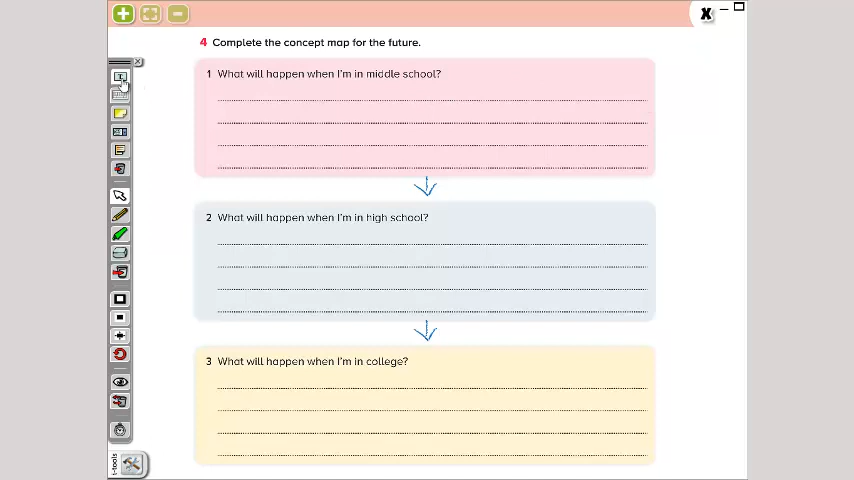 4 Complete the concept map for the future.
1 What will happen when I'm in middle school?
2 What will happen when I'm in high school?
3 What will happen when I'm in college?
i-tools